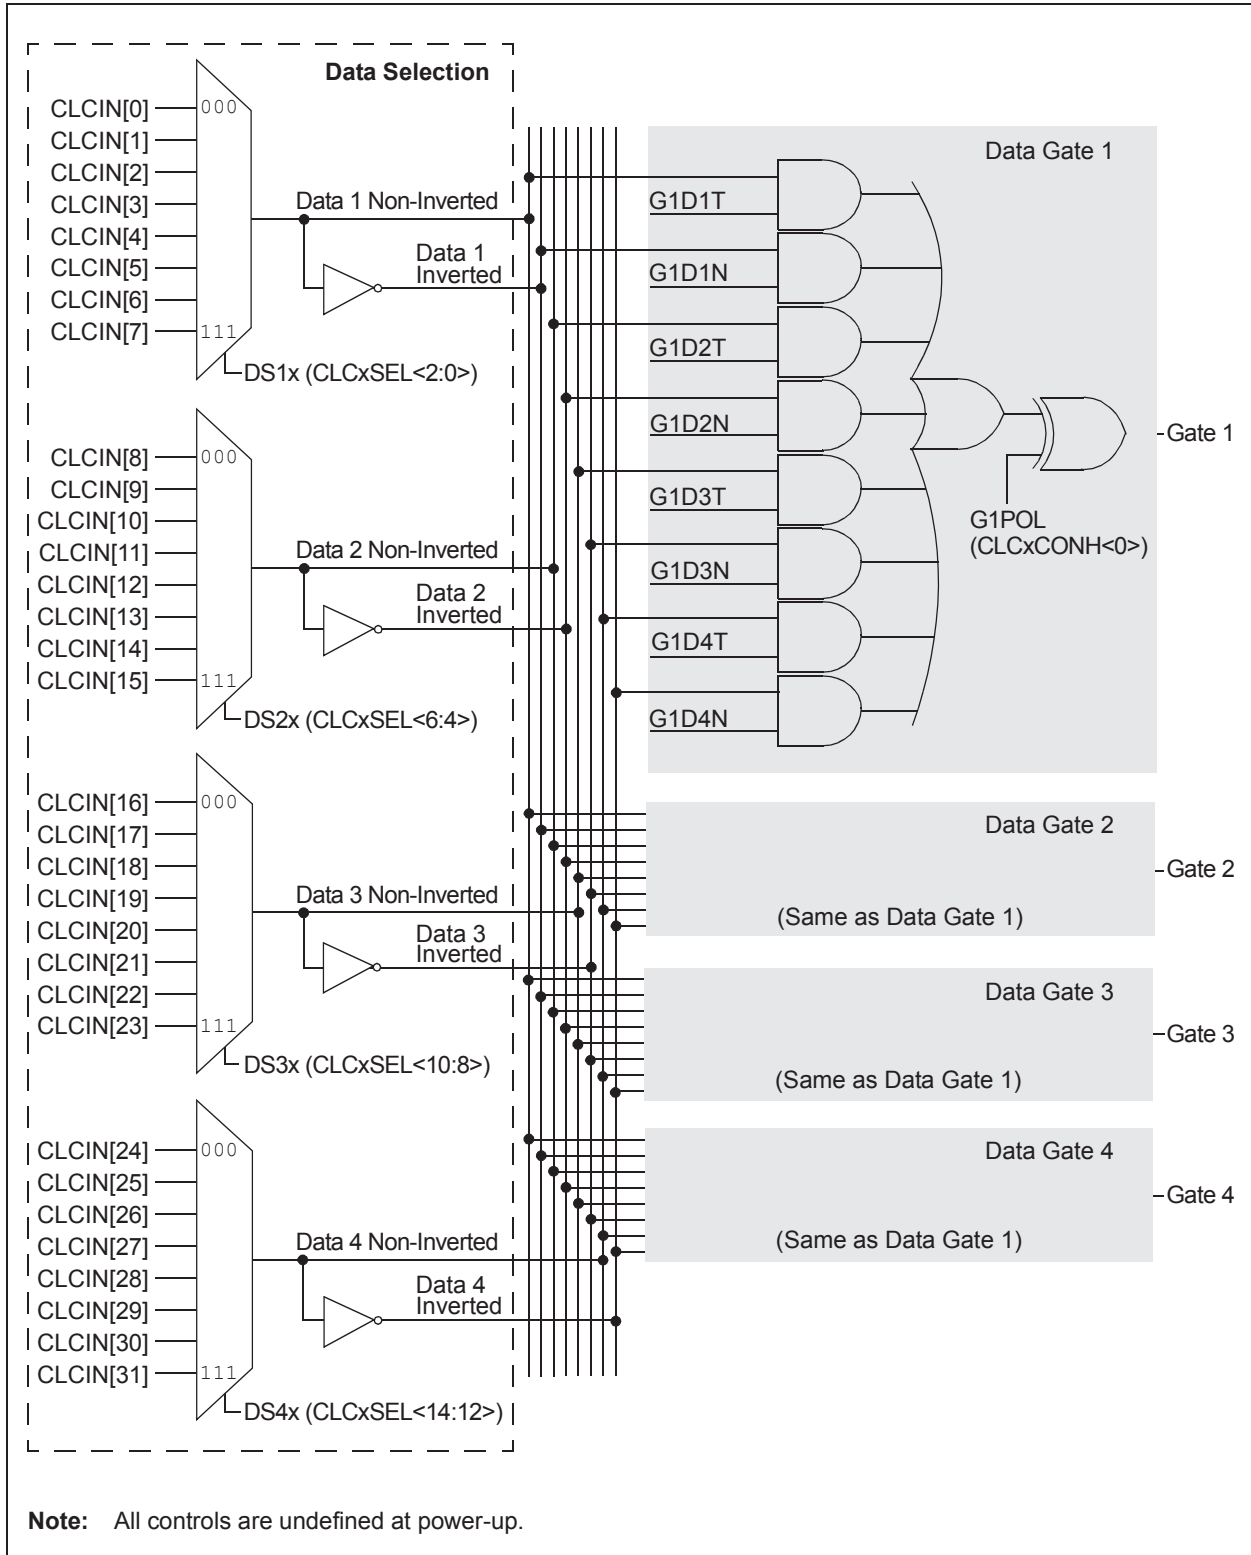 Data Selection
CLCIN[0]
000
CLCIN[1]
CLCIN[2]
CLCIN[3]
CLCIN[4]
CLCIN[5]
CLCIN[6]
CLCIN[7]
111
Data 1 Non-Inverted
Data 1
Inverted
DS1x (CLCxSEL<2:0>)
CLCIN[8]
000
CLCIN[9]
CLCIN[10]
CLCIN[11]
CLCIN[12]
CLCIN[13]
CLCIN[14]
CLCIN[15]
111
Data 2 Non-Inverted
Data 2
Inverted
DS2x (CLCxSEL<6:4>)
CLCIN[16]
000
CLCIN[17]
CLCIN[18]
CLCIN[19]
CLCIN[20]
CLCIN[21]
CLCIN[22]
CLCIN[23]
111
Data 3 Non-Inverted
Data 3
Inverted
DS3x (CLCxSEL<10:8>)
CLCIN[24]
000
CLCIN[25]
CLCIN[26]
CLCIN[27]
CLCIN[28]
CLCIN[29]
CLCIN[30]
CLCIN[31]
111
Data 4 Non-Inverted
Data 4
Inverted
DS4x (CLCxSEL<14:12>)
Data Gate 1
G1D1T
G1D1N
G1D2T
G1D2N
G1D3T
G1D3N
G1D4T
G1D4N
G1POL
(CLCxCONH<0>)
Gate 1
Data Gate 2
Gate 2
(Same as Data Gate 1)
Data Gate 3
Gate 3
(Same as Data Gate 1)
Data Gate 4
Gate 4
(Same as Data Gate 1)
Note: All controls are undefined at power-up.